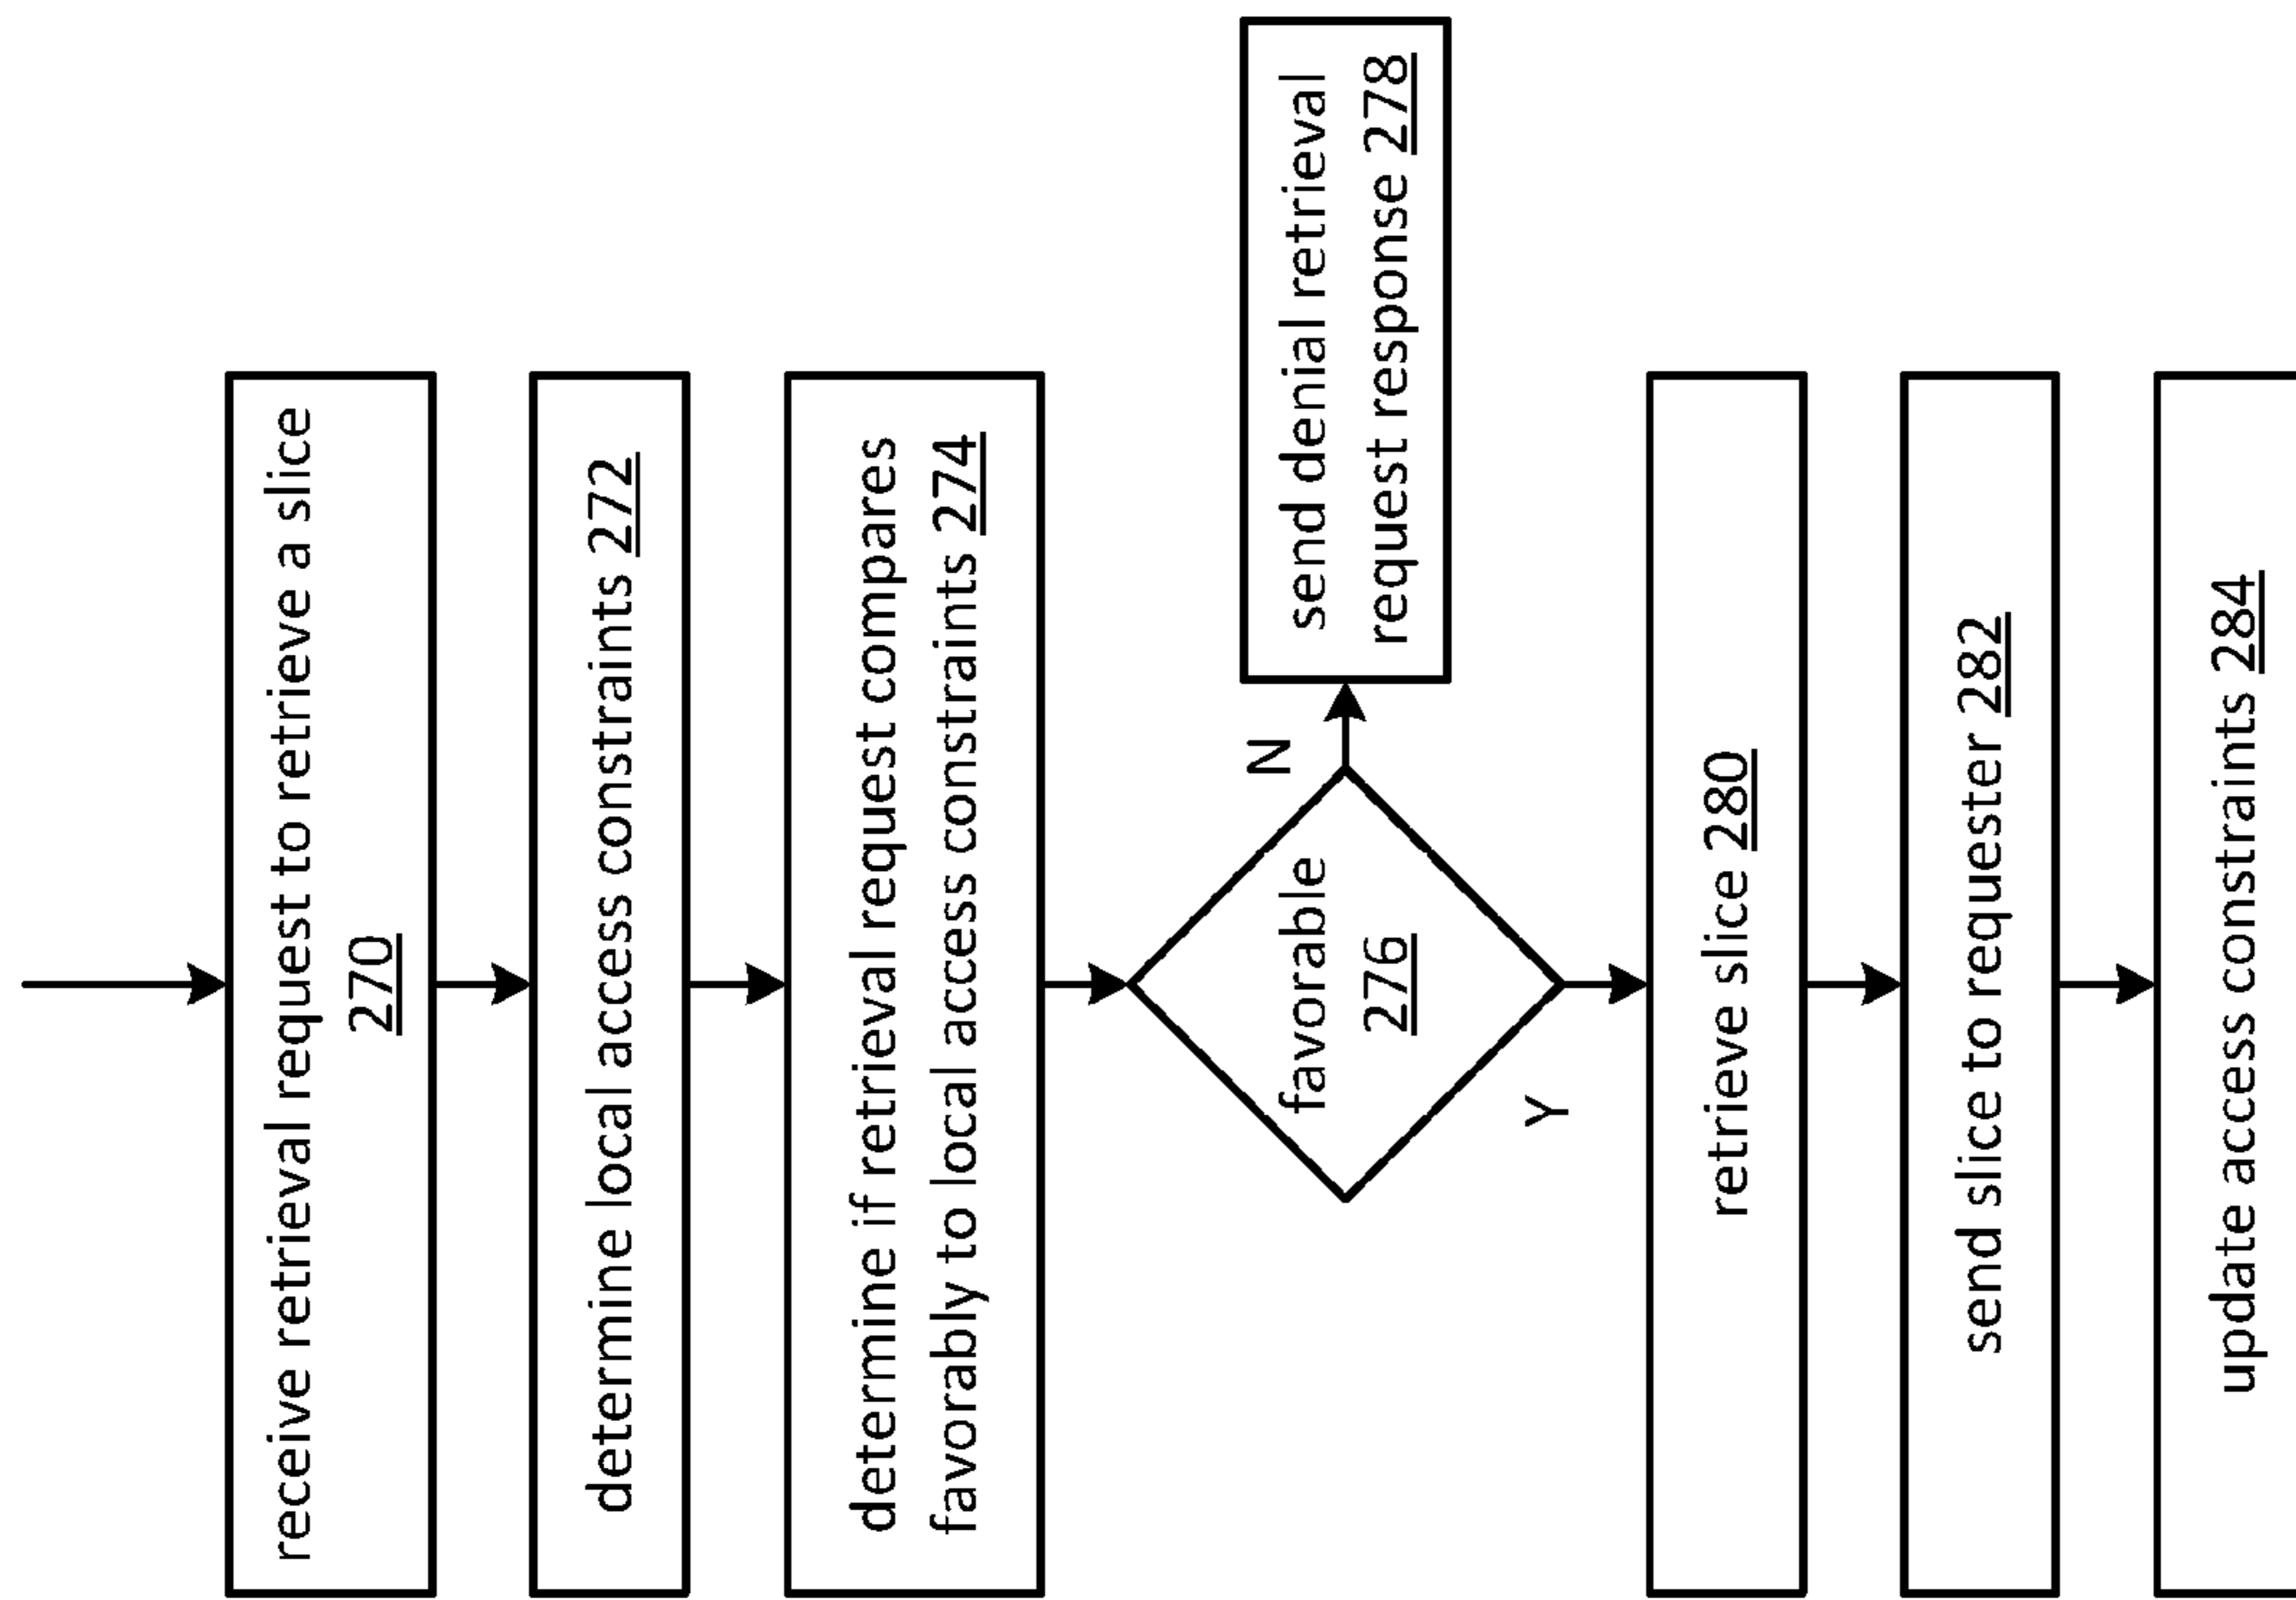 receive retrieval request to retrieve a slice
270
determine local access constraints 272
determine if retrieval request compares
favorably to local access constraints 274
favorable
276
N
send denial retrieval
request response 278
Y
retrieve slice 280
send slice to requester 282
update access constraints 284